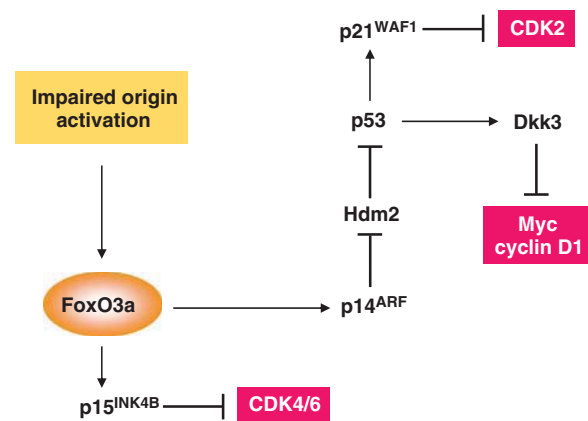 p21WAF1
CDK2
Impaired origin
activation
p53
Dkk3
Hdm2
Myc
cyclin D1
FoxO3a
p14ARF
p15INK4B
CDK4/6